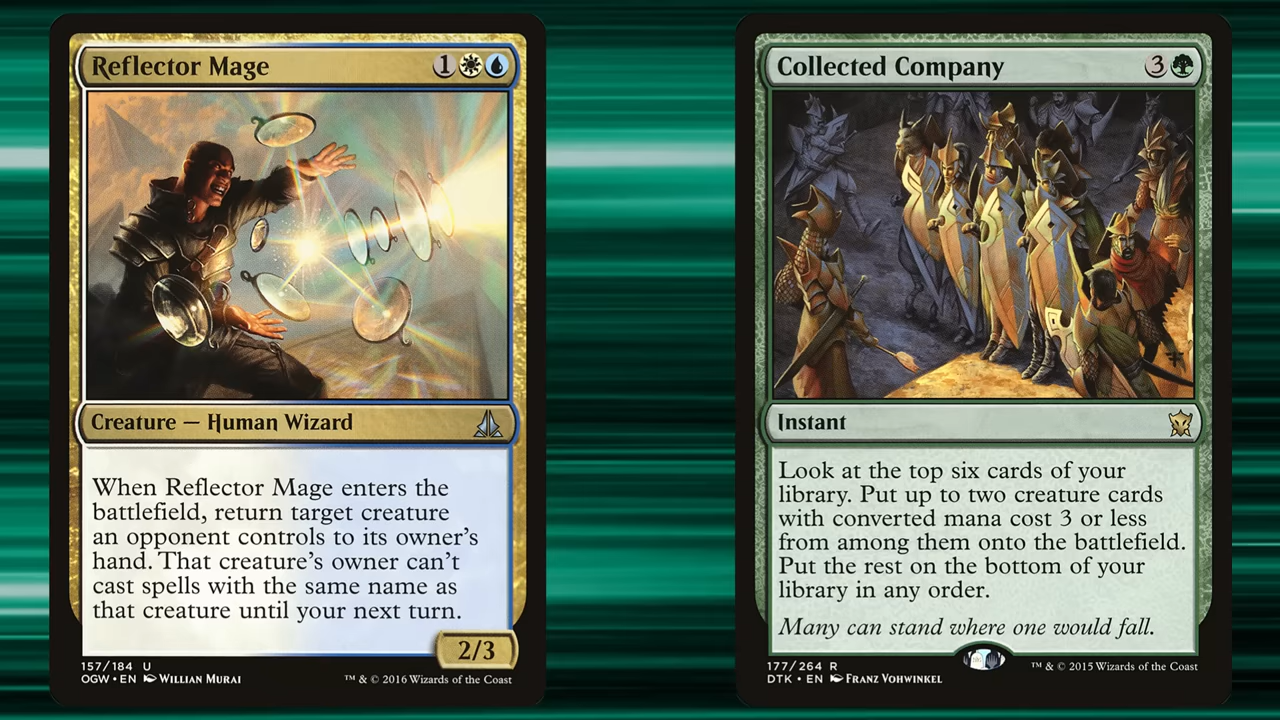 Reflector Mage 1
Creature — Human Wizard
When Reflector Mage enters the
battlefield, return target creature
an opponent controls to its owner's
hand. That creature's owner can't
cast spells with the same name as
that creature until your next turn.
2/3
157/184 U
OGW • EN WILLIAN MURAI
™ & © 2016 Wizards of the Coast
Collected Company 3
Instant
Look at the top six cards of your
library. Put up to two creature cards
with converted mana cost 3 or less
from among them onto the battlefield.
Put the rest on the bottom of your
library in any order.
Many can stand where one would fall.
177/264 R
DTK • EN FRANZ VOHWINKEL
™ & © 2015 Wizards of the Coast